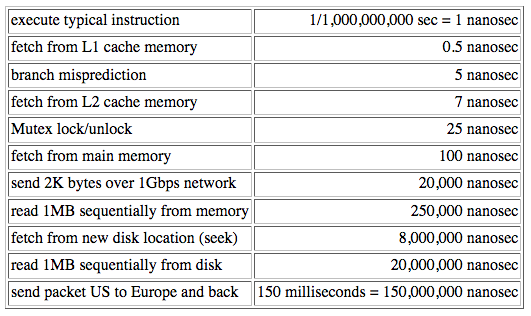 execute typical instruction 1/1,000,000,000 sec = 1 nanosec
fetch from L1 cache memory 0.5 nanosec
branch misprediction 5 nanosec
fetch from L2 cache memory 7 nanosec
Mutex lock/unlock 25 nanosec
fetch from main memory 100 nanosec
send 2K bytes over 1Gbps network 20,000 nanosec
read 1MB sequentially from memory 250,000 nanosec
fetch from new disk location (seek) 8,000,000 nanosec
read 1MB sequentially from disk 20,000,000 nanosec
send packet US to Europe and back 150 milliseconds = 150,000,000 nanosec